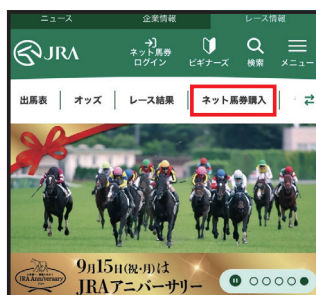 ニュース 企業情報 レース情報
JRA
ネット馬券
ログイン
ビギナーズ
検索
メニュー
出馬表 オッズ レース結果 ネット馬券購入
JRA Anniversary
9月15日(祝・月)は
JRAアニバーサリー